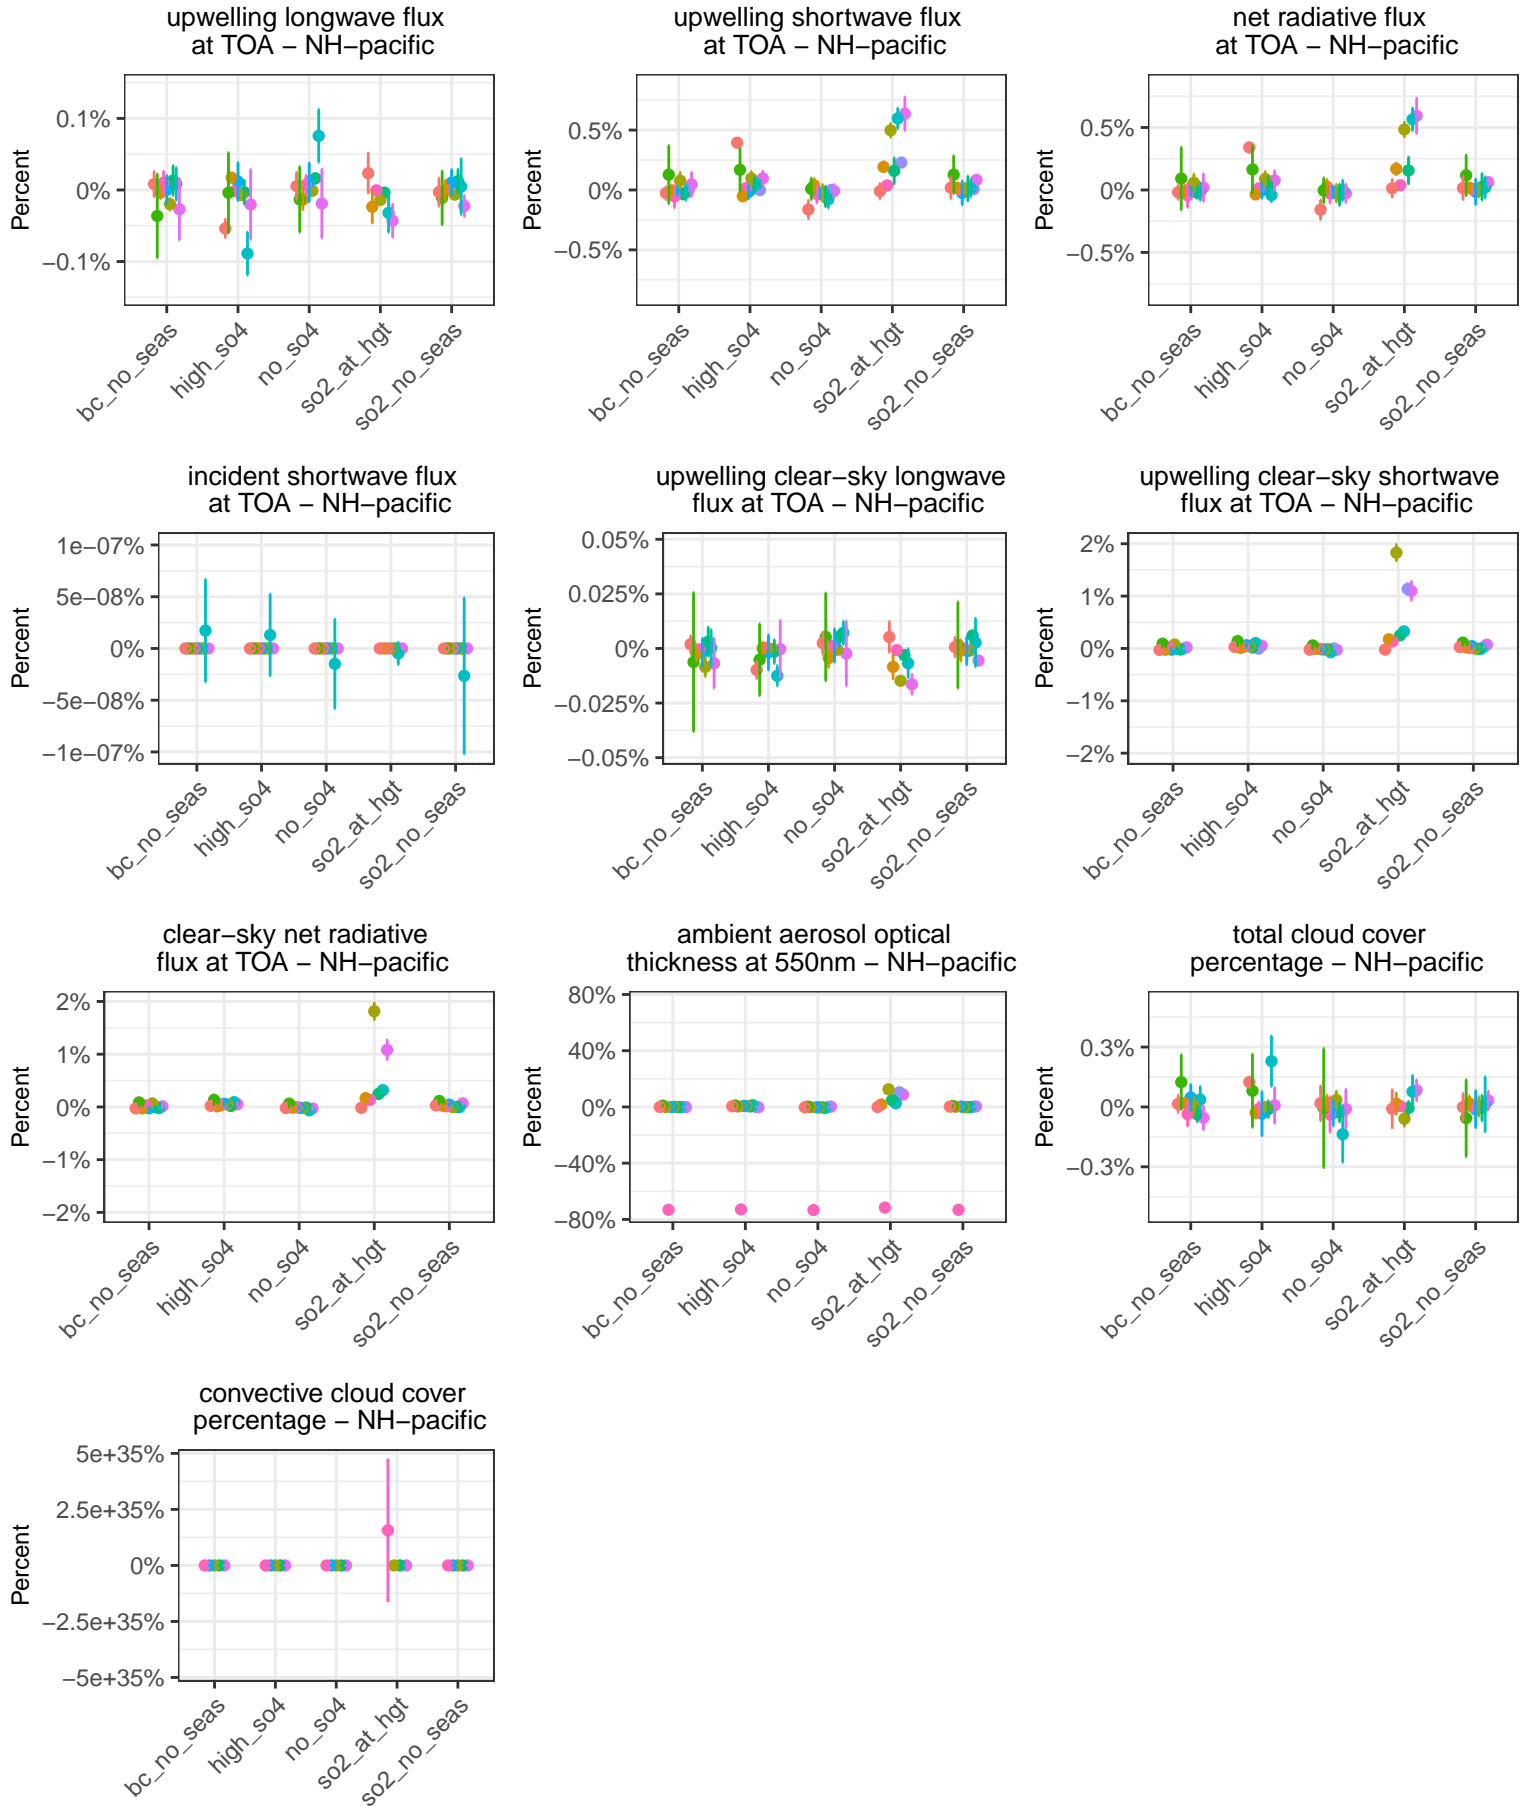 upwelling longwave flux
at TOA − NH−pacific
Percent
0.1%
0%
−0.1%
bc_no_seas
high_so4
no_so4
so2_at_hgt
so2_no_seas
upwelling shortwave flux
at TOA − NH−pacific
Percent
0.5%
0%
−0.5%
bc_no_seas
high_so4
no_so4
so2_at_hgt
so2_no_seas
net radiative flux
at TOA − NH−pacific
Percent
0.5%
0%
−0.5%
bc_no_seas
high_so4
no_so4
so2_at_hgt
so2_no_seas
incident shortwave flux
at TOA − NH−pacific
Percent
1e−07%
5e−08%
0%
−5e−08%
−1e−07%
bc_no_seas
high_so4
no_so4
so2_at_hgt
so2_no_seas
upwelling clear−sky longwave
flux at TOA − NH−pacific
Percent
0.05%
0.025%
0%
−0.025%
−0.05%
bc_no_seas
high_so4
no_so4
so2_at_hgt
so2_no_seas
upwelling clear−sky shortwave
flux at TOA − NH−pacific
Percent
2%
1%
0%
−1%
−2%
bc_no_seas
high_so4
no_so4
so2_at_hgt
so2_no_seas
clear−sky net radiative
flux at TOA − NH−pacific
Percent
2%
1%
0%
−1%
−2%
bc_no_seas
high_so4
no_so4
so2_at_hgt
so2_no_seas
ambient aerosol optical
thickness at 550nm − NH−pacific
Percent
80%
40%
0%
−40%
−80%
bc_no_seas
high_so4
no_so4
so2_at_hgt
so2_no_seas
total cloud cover
percentage − NH−pacific
Percent
0.3%
0%
−0.3%
bc_no_seas
high_so4
no_so4
so2_at_hgt
so2_no_seas
convective cloud cover
percentage − NH−pacific
Percent
5e+35%
2.5e+35%
0%
−2.5e+35%
−5e+35%
bc_no_seas
high_so4
no_so4
so2_at_hgt
so2_no_seas